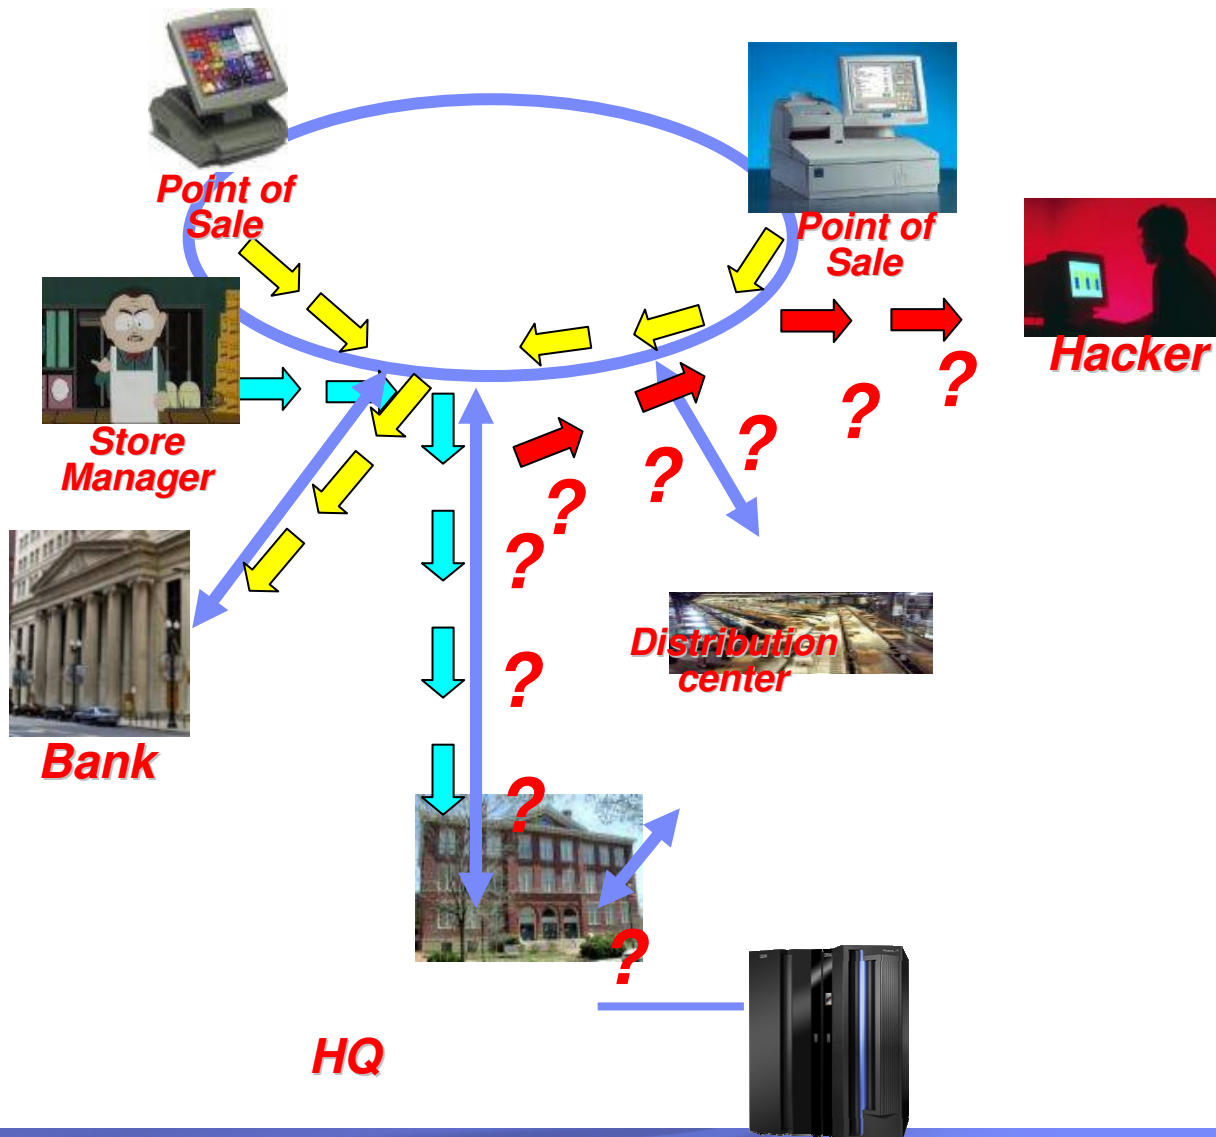 Point of
Sale
Point of
Sale
Hacker
?
?
?
?
?
Store
Manager
?
?
Distribution
center
Bank
?
?
HQ